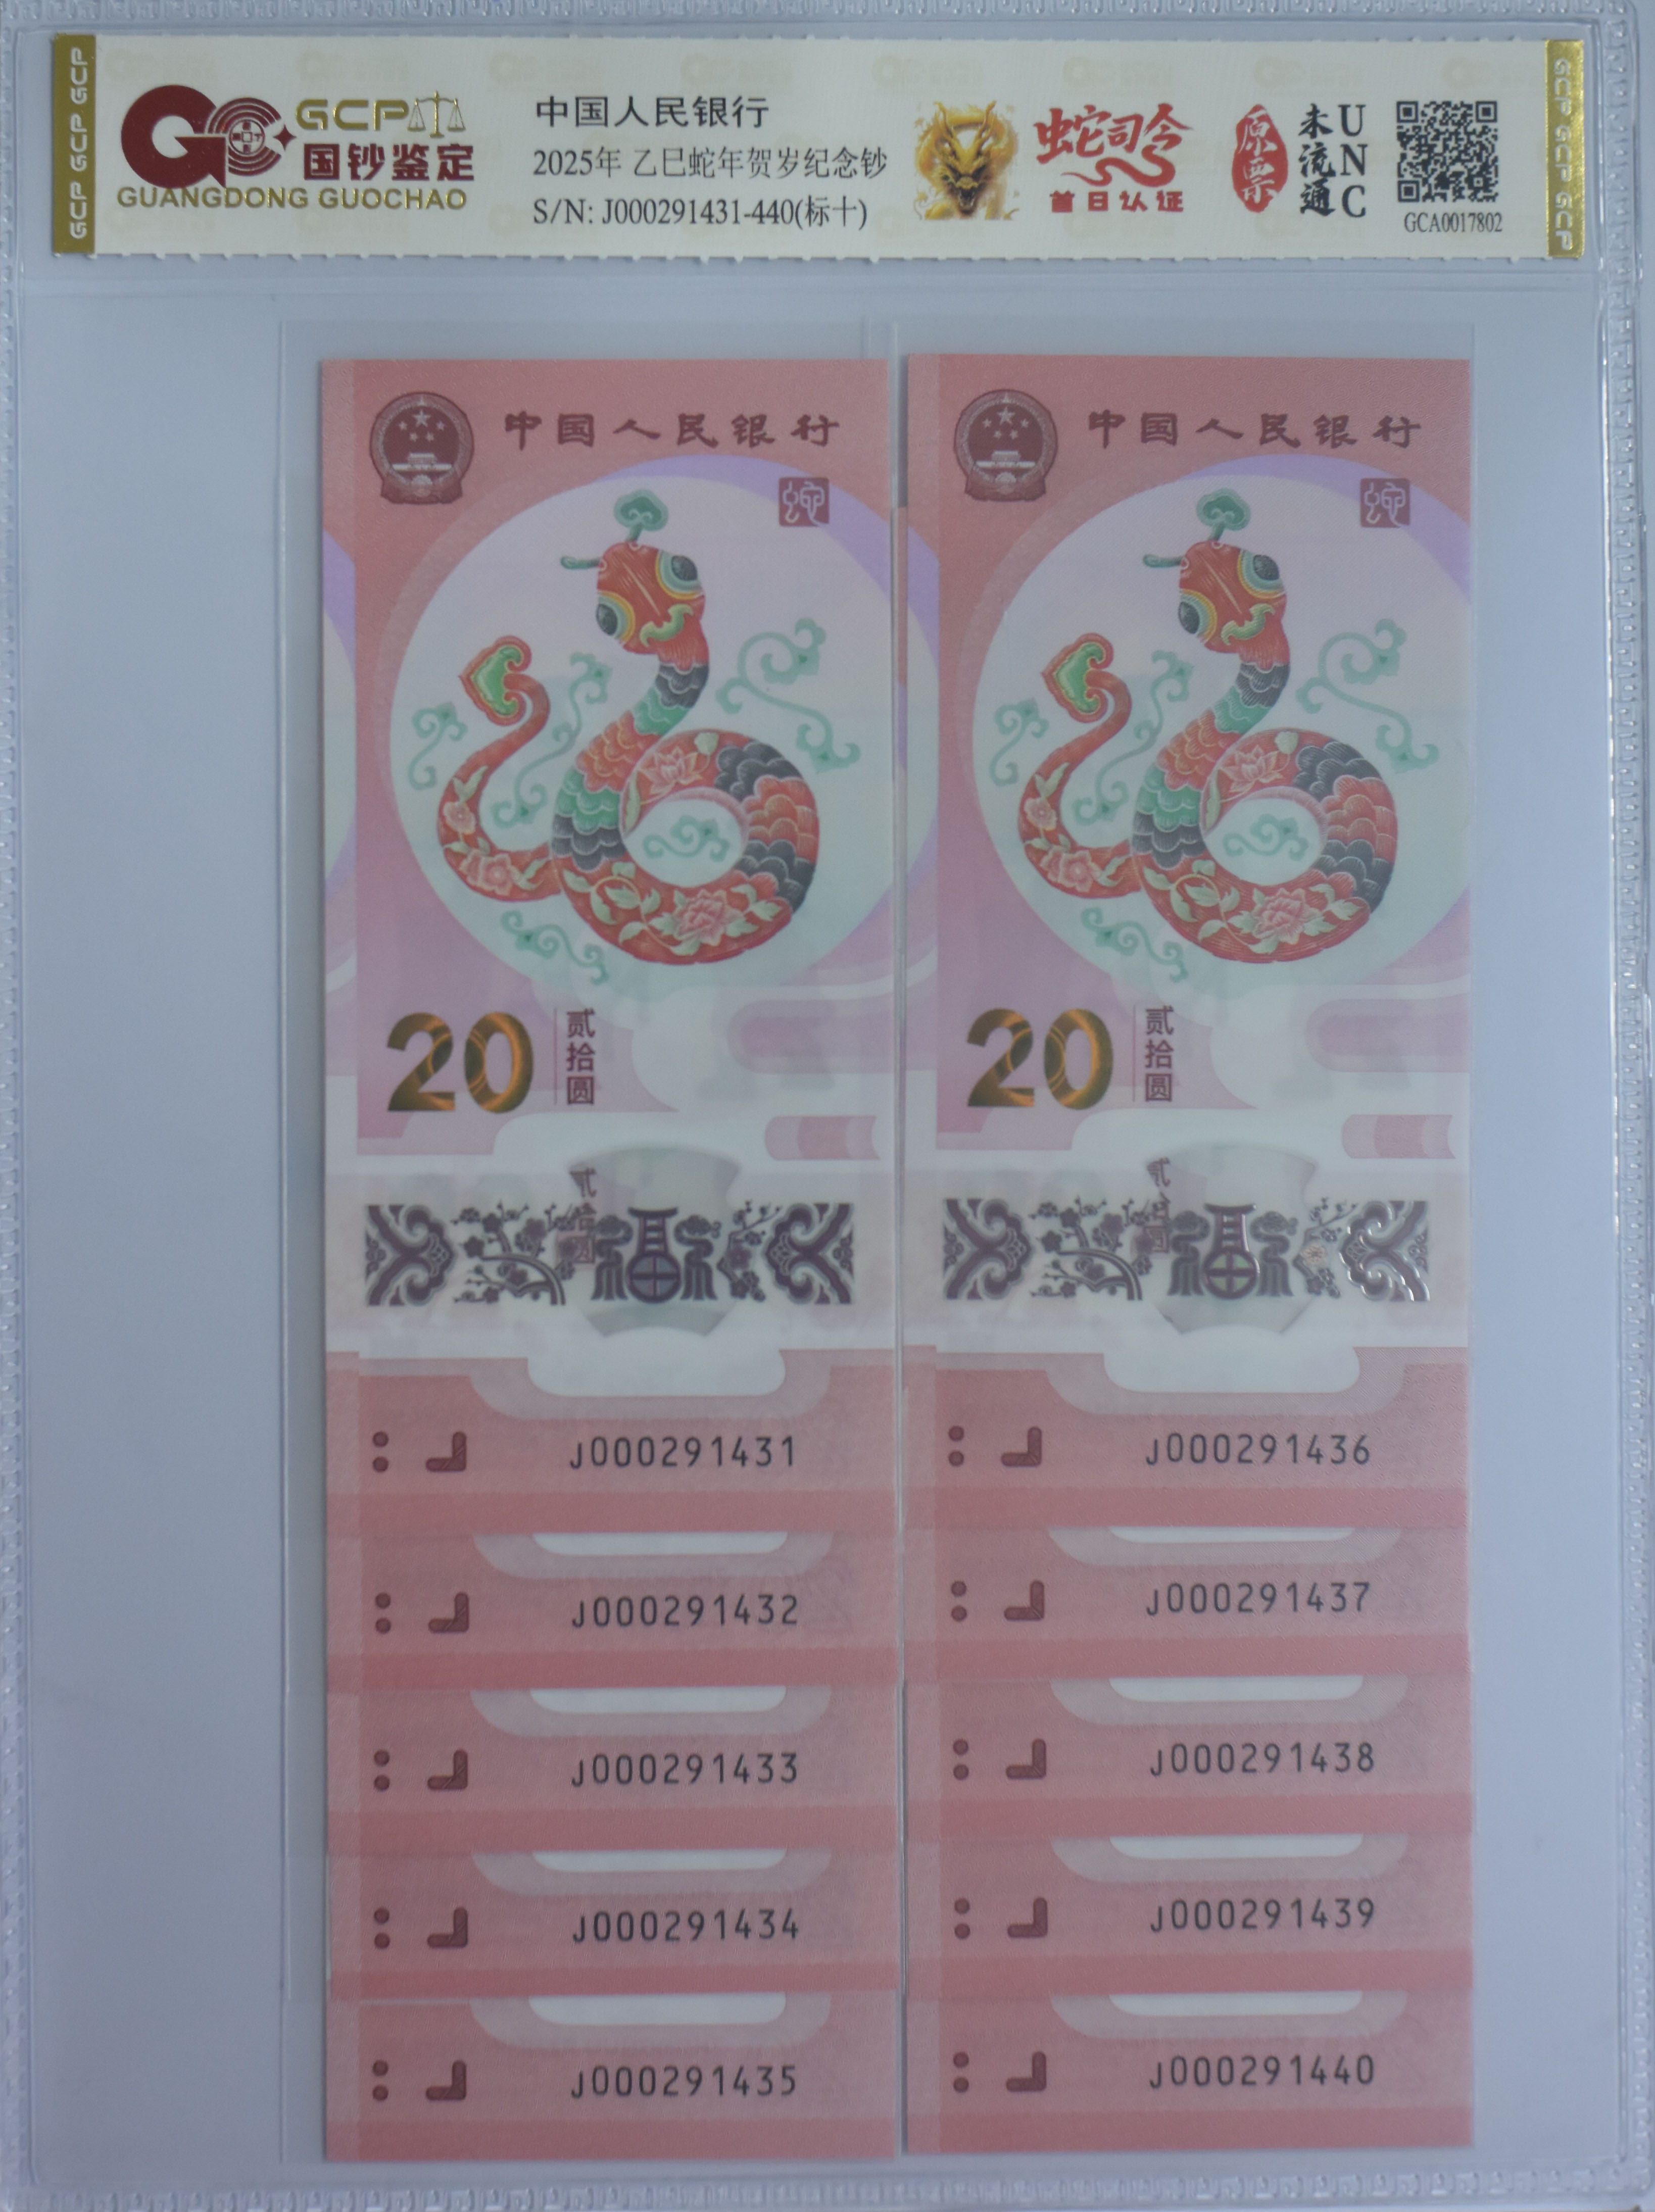 GCP GCP GCP
GCP
国钞鉴定
GUANGDONG GUOCHAO
中国人民银行
2025年 乙巳蛇年贺岁纪念钞
S/N: J000291431-440(标十)
蛇司令
首日认证
原票
未流通
UNC
GCA0017802
GCP GCP GCP
中国人民银行
蛇
20
贰拾圆
福
J000291431
J000291432
J000291433
J000291434
J000291435
中国人民银行
蛇
20
贰拾圆
福
J000291436
J000291437
J000291438
J000291439
J000291440